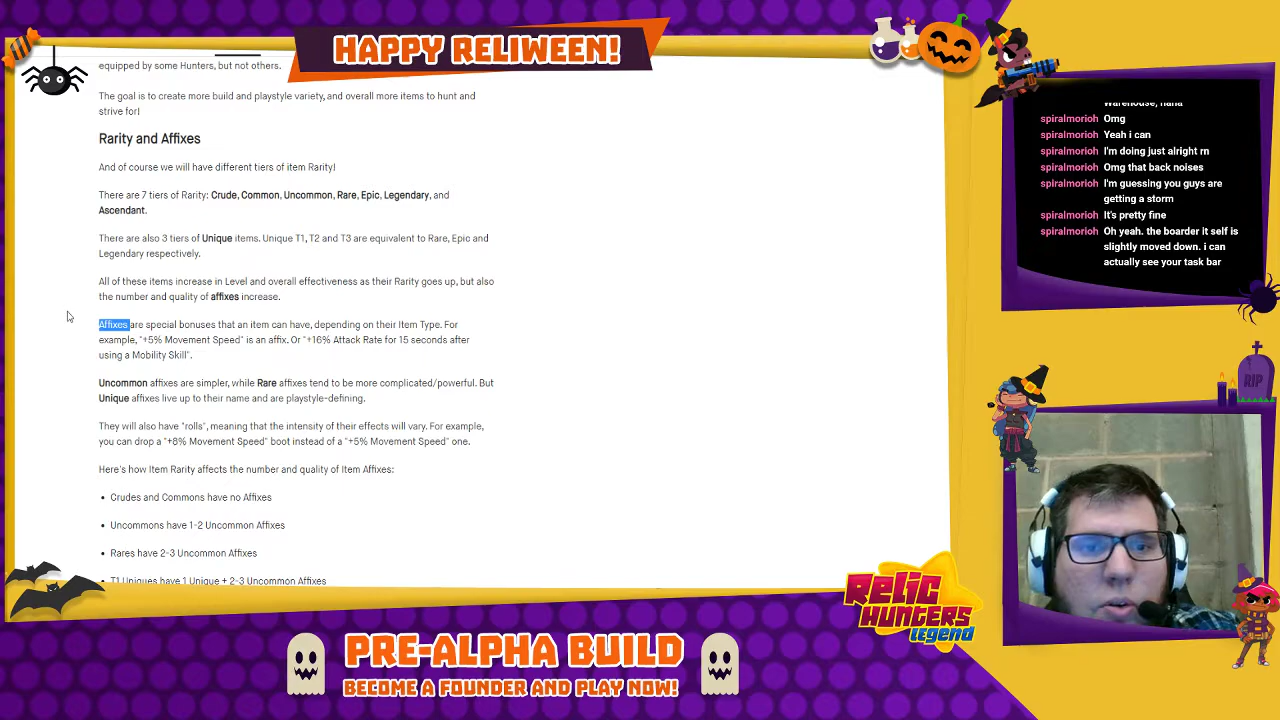 HAPPY RELIWEEN!
equipped by some Hunters, but not others.
The goal is to create more build and playstyle variety, and overall more items to hunt and
strive for!
Rarity and Affixes
And of course we will have different tiers of item Rarity!
There are 7 tiers of Rarity: Crude, Common, Uncommon, Rare, Epic, Legendary, and
Ascendant.
There are also 3 tiers of Unique items. Unique T1, T2 and T3 are equivalent to Rare, Epic and
Legendary respectively.
All of these items increase in Level and overall effectiveness as their Rarity goes up, but also
the number and quality of affixes increase.
Affixes are special bonuses that an item can have, depending on their Item Type. For
example, "+5% Movement Speed" is an affix. Or "+16% Attack Rate for 15 seconds after
using a Mobility Skill".
Uncommon affixes are simpler, while Rare affixes tend to be more complicated/powerful. But
Unique affixes live up to their name and are playstyle-defining.
They will also have "rolls", meaning that the intensity of their effects will vary. For example,
you can drop a "+8% Movement Speed" boot instead of a "+5% Movement Speed" one.
Here's how Item Rarity affects the number and quality of Item Affixes:
• Crudes and Commons have no Affixes
• Uncommons have 1-2 Uncommon Affixes
• Rares have 2-3 Uncommon Affixes
• T1 Uniques have 1 Unique + 2-3 Uncommon Affixes
Warehouse, haha
spiralmorioh Omg
spiralmorioh Yeah i can
spiralmorioh I'm doing just alright rn
spiralmorioh Omg that back noises
spiralmorioh I'm guessing you guys are
getting a storm
spiralmorioh It's pretty fine
spiralmorioh Oh yeah. the boarder it self is
slightly moved down. i can
actually see your task bar
RIP
RELIC
HUNTERS
LEGEND
PRE-ALPHA BUILD
BECOME A FOUNDER AND PLAY NOW!